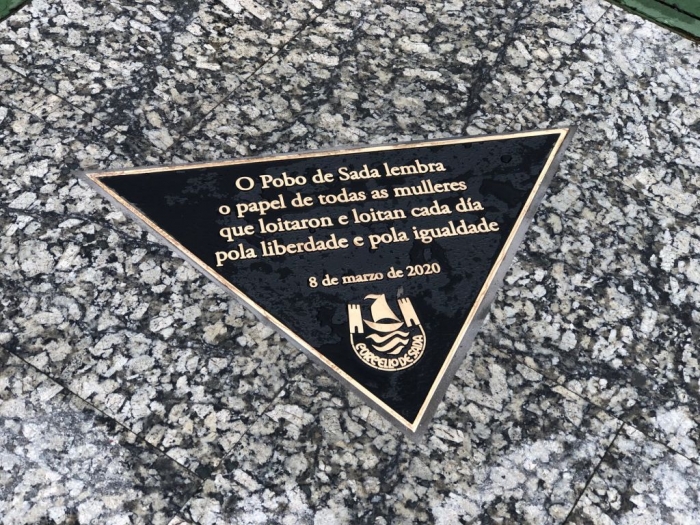 O Pobo de Sada lembra
o papel de todas as mulleres
que loitaron e loitan cada día
pola liberdade e pola igualdade
8 de marzo de 2020
CONCELLO DE SADA